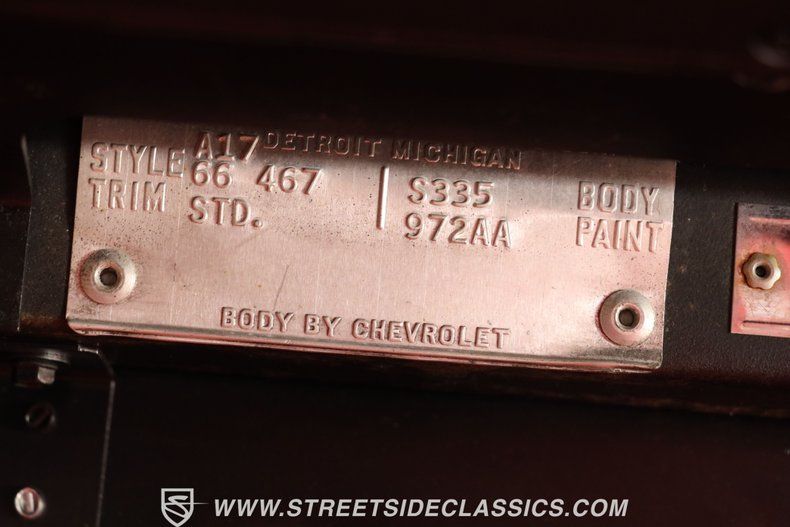 A17 DETROIT MICHIGAN
STYLE 66 467 S335 BODY
TRIM STD. 972AA PAINT
BODY BY CHEVROLET
WWW.STREETSIDECLASSICS.COM